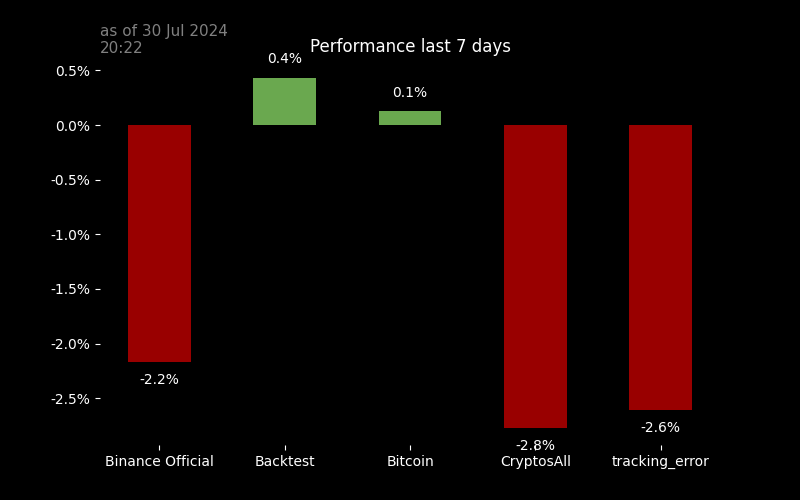 as of 30 Jul 2024
20:22
Performance last 7 days
0.5%
0.0%
-0.5%
-1.0%
-1.5%
-2.0%
-2.5%
0.4%
0.1%
-2.2%
-2.8%
-2.6%
Binance Official
Backtest
Bitcoin
CryptosAll
tracking_error